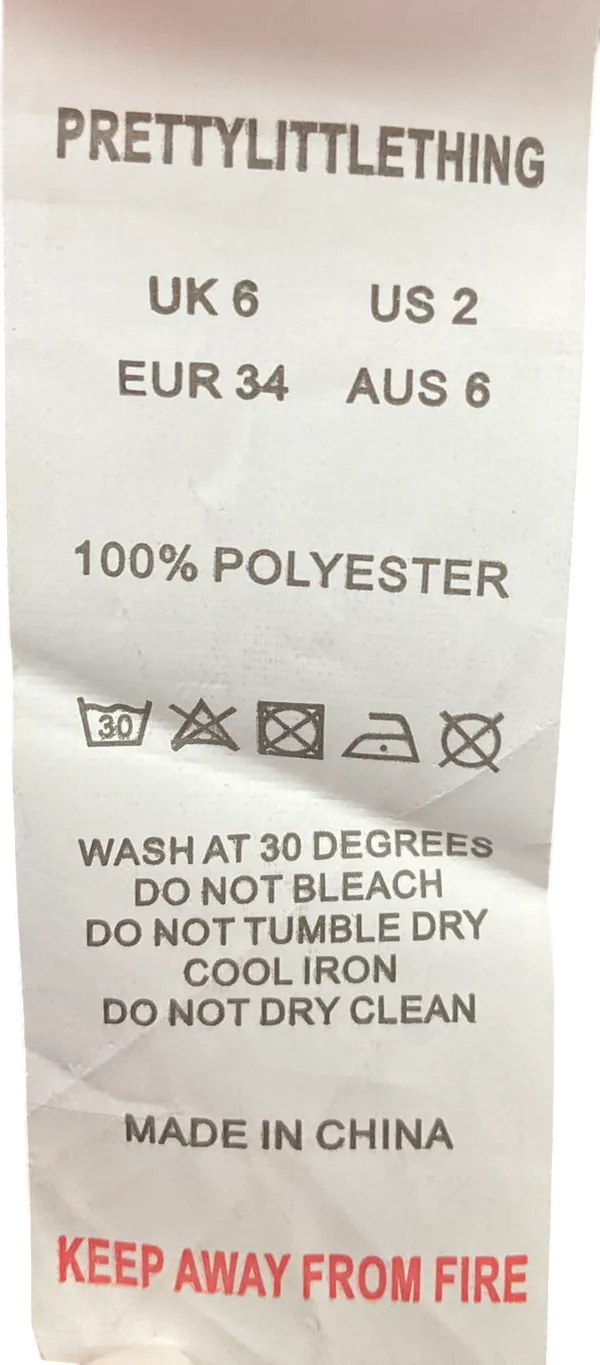 PRETTYLITTLETHING
UK 6 US 2
EUR 34 AUS 6
100% POLYESTER
30
WASH AT 30 DEGREES
DO NOT BLEACH
DO NOT TUMBLE DRY
COOL IRON
DO NOT DRY CLEAN
MADE IN CHINA
KEEP AWAY FROM FIRE